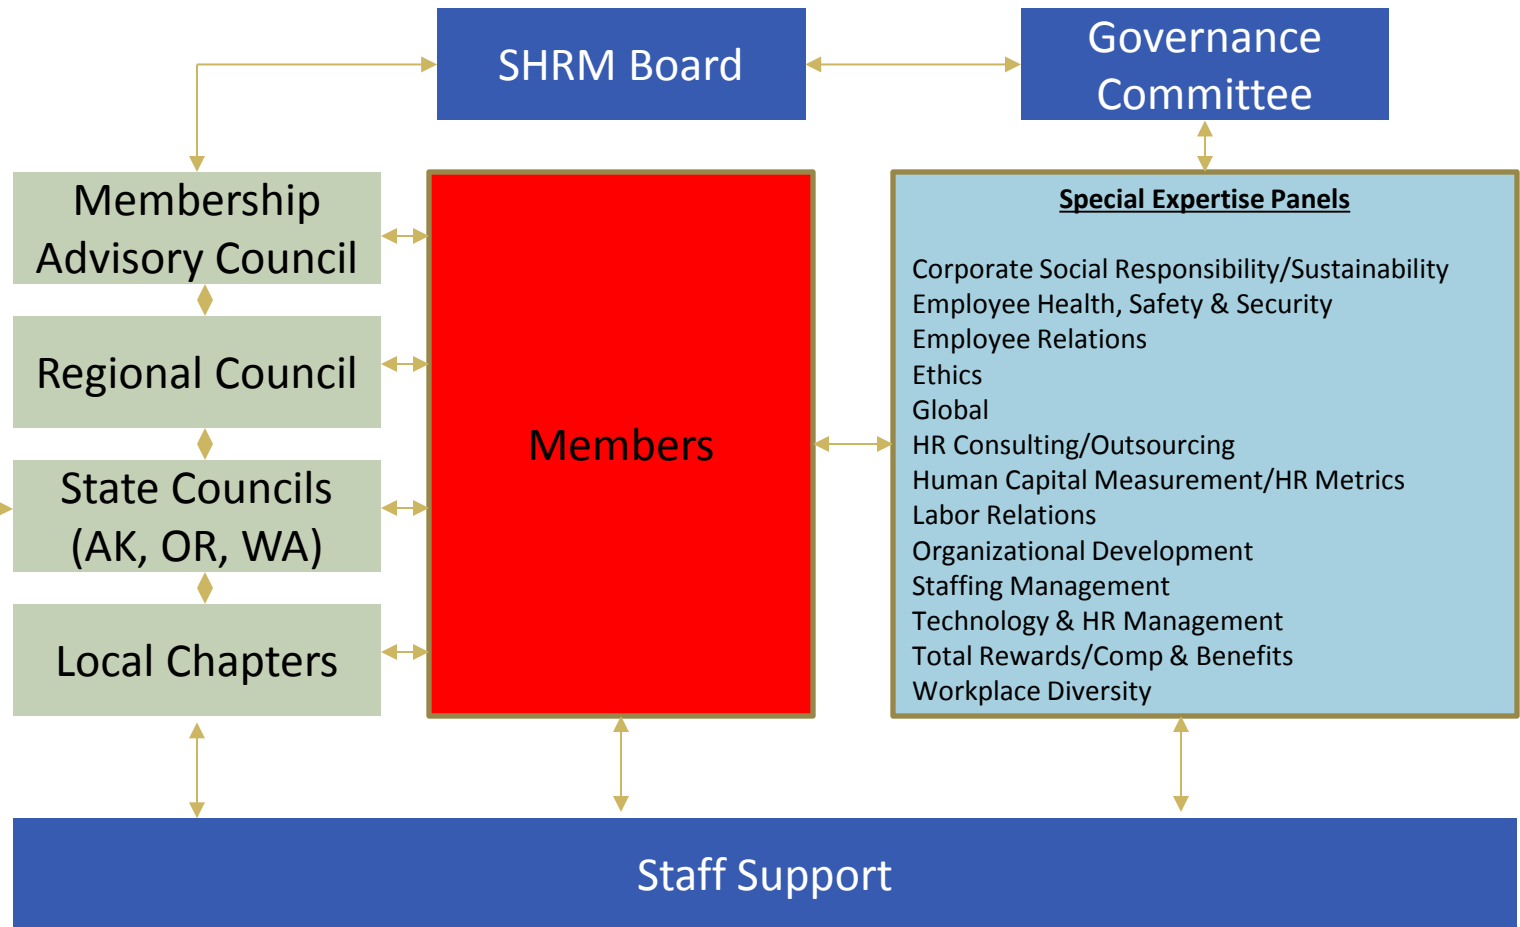 SHRM Board
Governance
Committee
Membership
Advisory Council
Regional Council
State Councils
(AK, OR, WA)
Local Chapters
Members
Special Expertise Panels
Corporate Social Responsibility/Sustainability
Employee Health, Safety & Security
Employee Relations
Ethics
Global
HR Consulting/Outsourcing
Human Capital Measurement/HR Metrics
Labor Relations
Organizational Development
Staffing Management
Technology & HR Management
Total Rewards/Comp & Benefits
Workplace Diversity
Staff Support